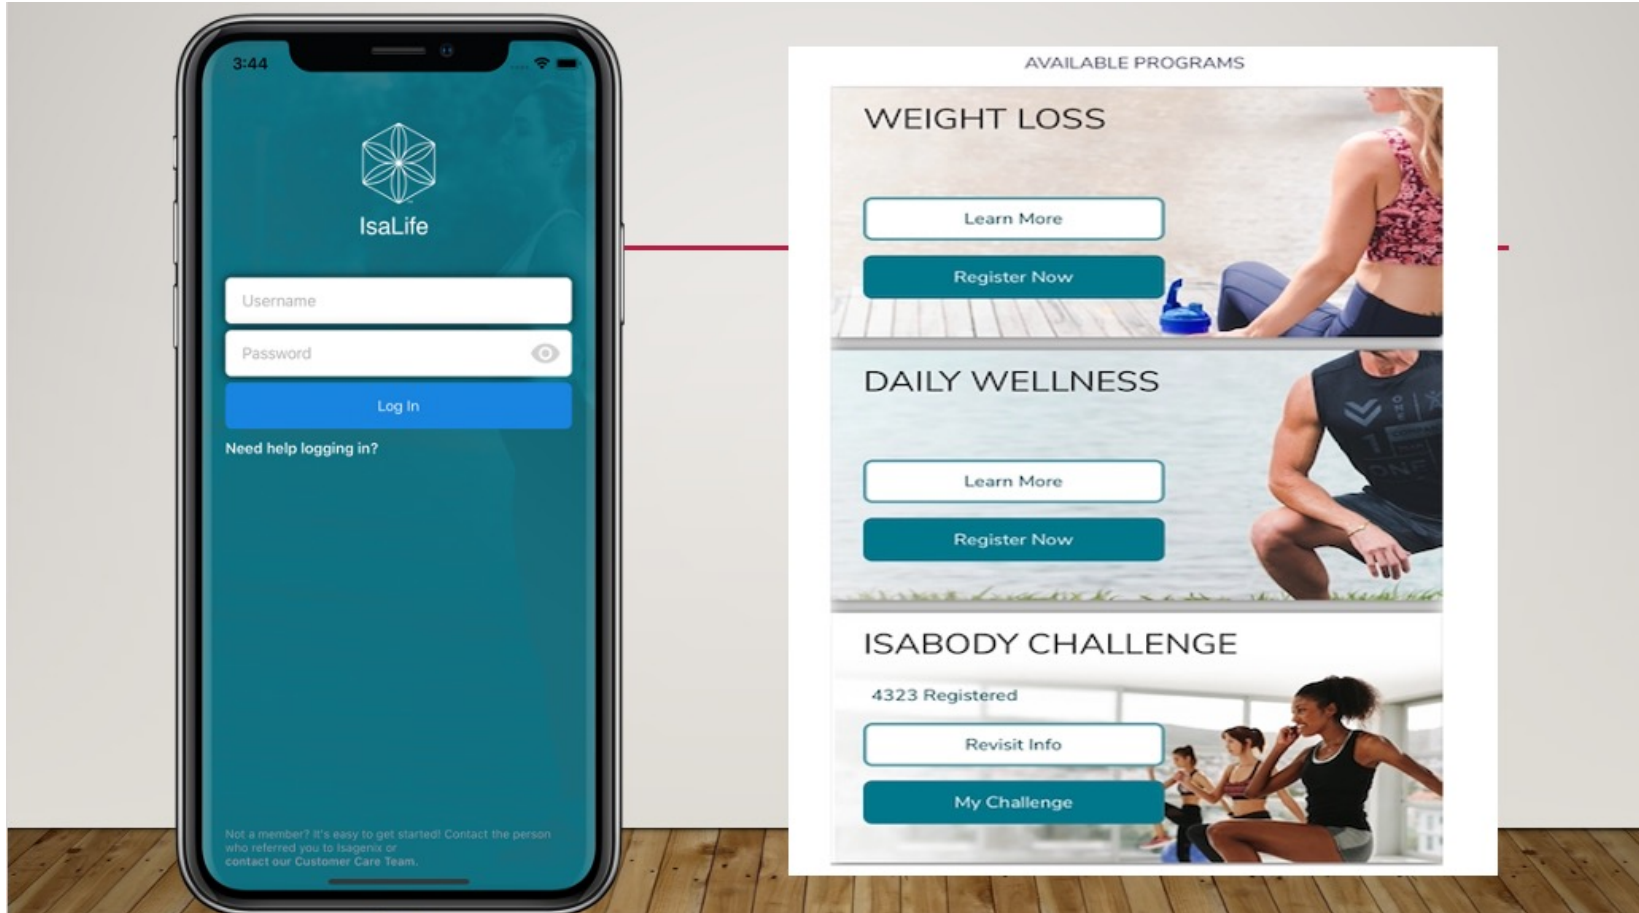 3:44
IsaLife
Username
Password
Log In
Need help logging in?
Not a member? It's easy to get started! Contact the person
who referred you to Isagenix or
contact our Customer Care Team.
AVAILABLE PROGRAMS
WEIGHT LOSS
Learn More
Register Now
DAILY WELLNESS
Learn More
Register Now
ISABODY CHALLENGE
4323 Registered
Revisit Info
My Challenge